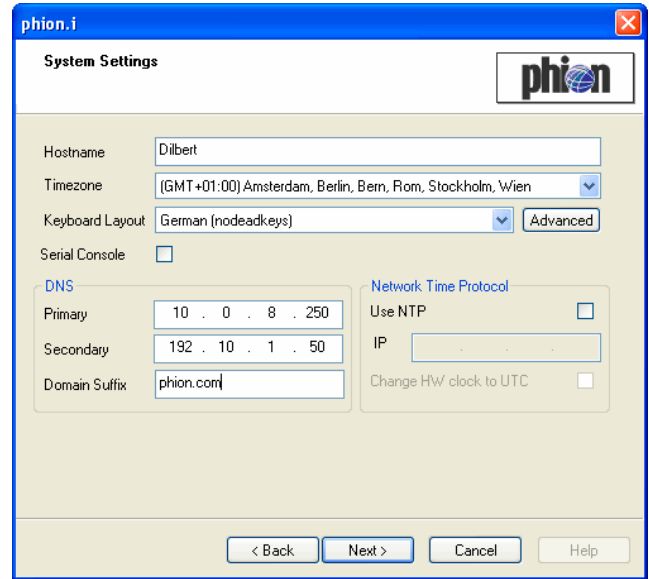 phion.i
System Settings
phion
Hostname Dilbert
Timezone (GMT+01:00) Amsterdam, Berlin, Bern, Rom, Stockholm, Wien
Keyboard Layout German (nodeadkeys) Advanced
Serial Console
DNS
Primary 10 . 0 . 8 . 250
Secondary 192 . 10 . 1 . 50
Domain Suffix phion.com
Network Time Protocol
Use NTP
IP . . .
Change HW clock to UTC
< Back Next > Cancel Help